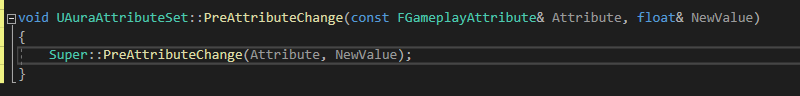 void UAuraAttributeSet::PreAttributeChange(const FGameplayAttribute& Attribute, float& NewValue)
{
    Super::PreAttributeChange(Attribute, NewValue);
}